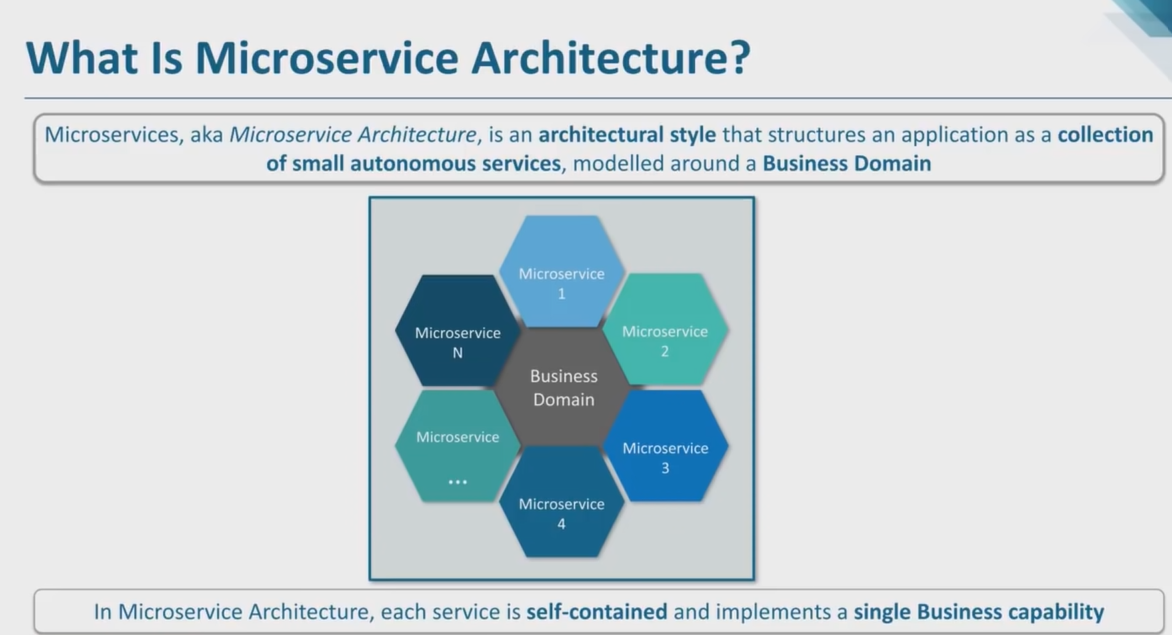 What Is Microservice Architecture?
Microservices, aka Microservice Architecture, is an architectural style that structures an application as a collection
of small autonomous services, modelled around a Business Domain
Microservice
1
Microservice
N
Microservice
2
Business
Domain
Microservice
...
Microservice
3
Microservice
4
In Microservice Architecture, each service is self-contained and implements a single Business capability